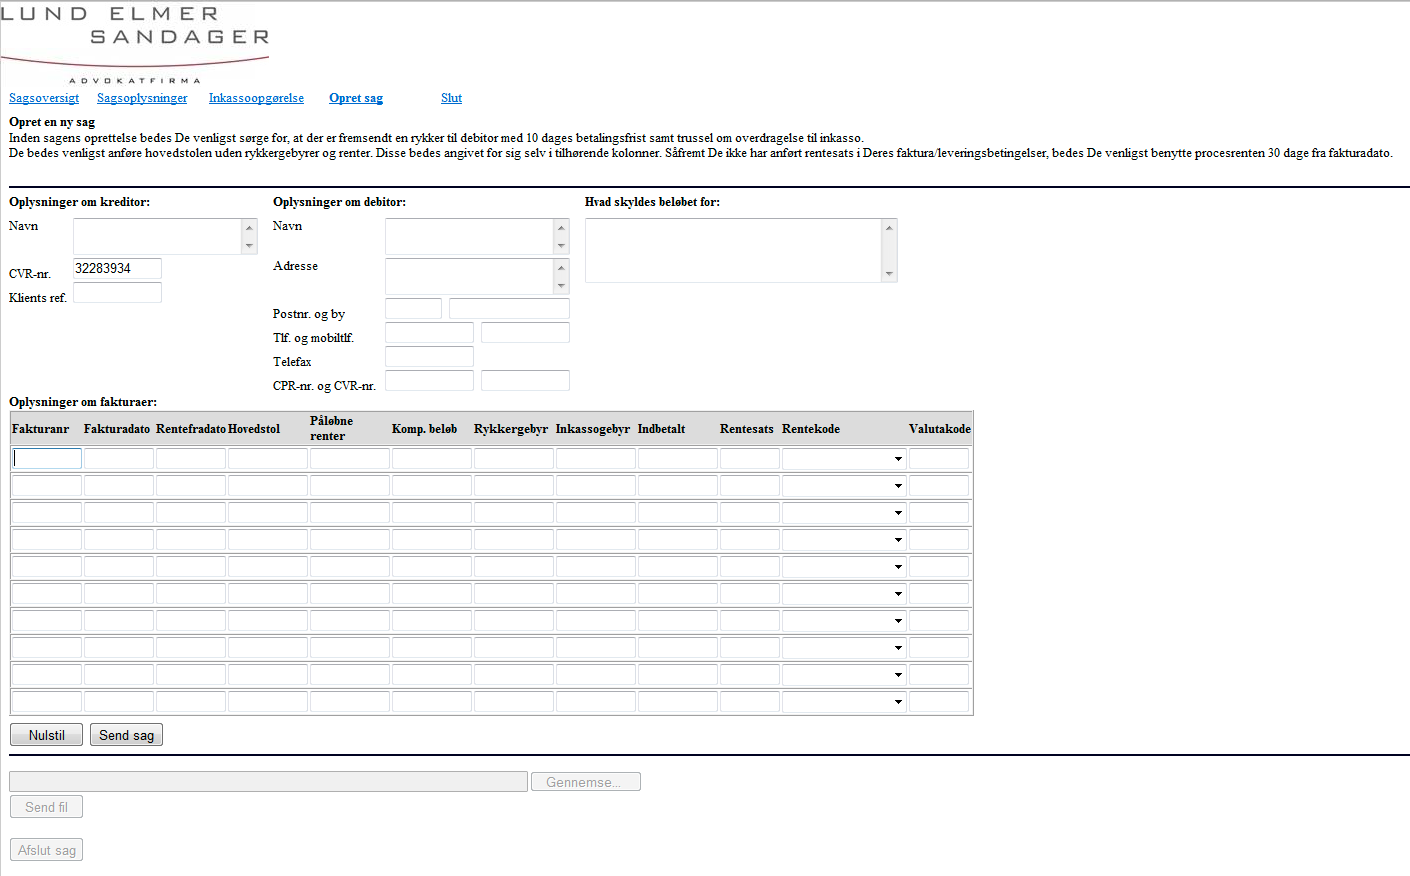 LUND ELMER
SANDAGER
ADVOKATFIRMA
Sagsoversigt Sagsoplysninger Inkassoopgørelse Opret sag Slut
Opret en ny sag
Inden sagens oprettelse bedes De venligst sørge for, at der er fremsendt en rykker til debitor med 10 dages betalingsfrist samt trussel om overdragelse til inkasso.
De bedes venligst anføre hovedstolen uden rykkergebyrer og renter. Disse bedes angivet for sig selv i tilhørende kolonner. Såfremt De ikke har anført rentesats i Deres faktura/leveringsbetingelser, bedes De venligst benytte procesrenten 30 dage fra fakturadato.
Oplysninger om kreditor: Oplysninger om debitor: Hvad skyldes beløbet for:
Navn Navn
Adresse
CVR-nr. 32283934
Klients ref.
Postnr. og by
Tlf. og mobiltlf.
Telefax
CPR-nr. og CVR-nr.
Oplysninger om fakturaer:
Fakturanr Fakturadato Rentefradato Hovedstol Påløbne renter Komp. beløb Rykkergebyr Inkassogebyr Indbetalt Rentesats Rentekode Valutakode
Nulstil Send sag
Gennemse...
Send fil
Afslut sag